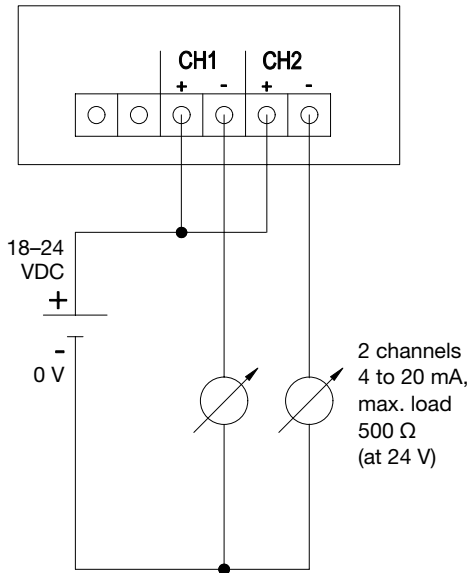 CH1 CH2
+ - + -
18–24
VDC
+
-
0 V
2 channels
4 to 20 mA,
max. load
500 Ω
(at 24 V)